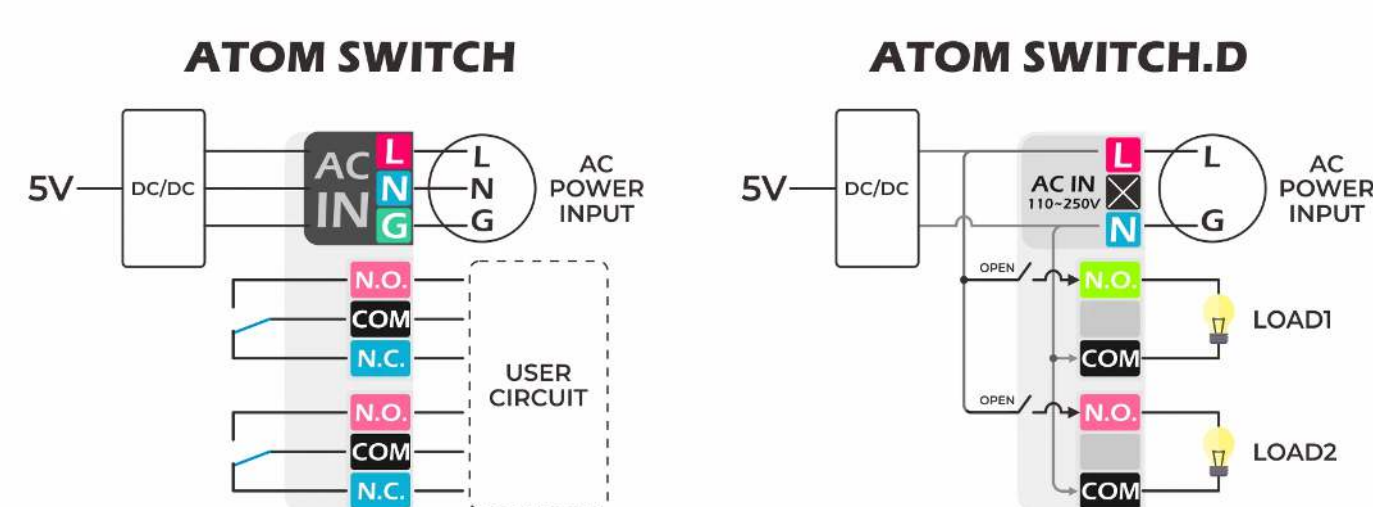 ATOM SWITCH
5V
DC/DC
AC
IN
L
N
G
L
N
G
AC
POWER
INPUT
N.O.
COM
N.C.
N.O.
COM
N.C.
USER
CIRCUIT
ATOM SWITCH.D
5V
DC/DC
AC IN
110~250V
L
N
L
G
AC
POWER
INPUT
OPEN
N.O.
COM
LOAD1
OPEN
N.O.
COM
LOAD2